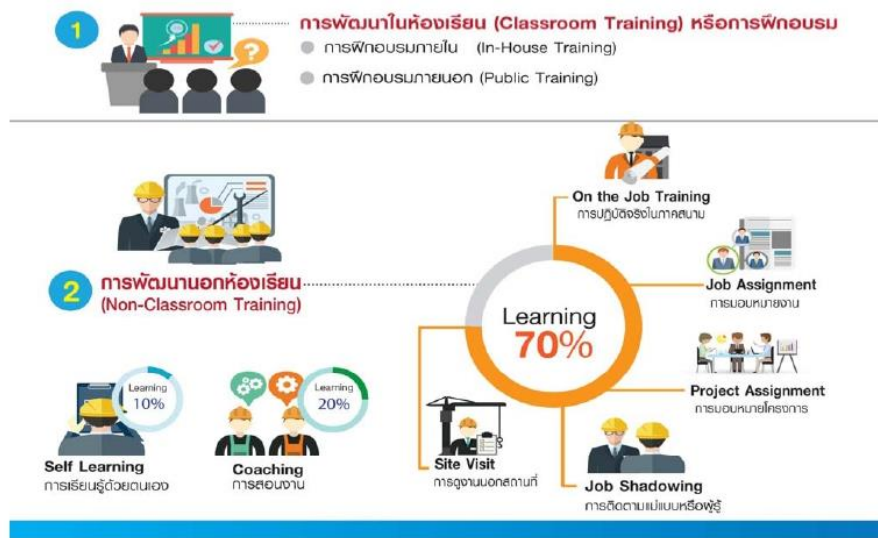 1
การพัฒนาในห้องเรียน (Classroom Training) หรือการฝึกอบรม
การฝึกอบรมภายใน (In-House Training)
การฝึกอบรมภายนอก (Public Training)
2
การพัฒนานอกห้องเรียน
(Non-Classroom Training)
Learning
70%
On the Job Training
การปฏิบัติจริงในภาคสนาม
Job Assignment
การมอบหมายงาน
Project Assignment
การมอบหมายโครงการ
Job Shadowing
การติดตามแม่แบบหรือผู้รู้
Site Visit
การดูงานนอกสถานที่
Learning
10%
Self Learning
การเรียนรู้ด้วยตนเอง
Learning
20%
Coaching
การสอนงาน